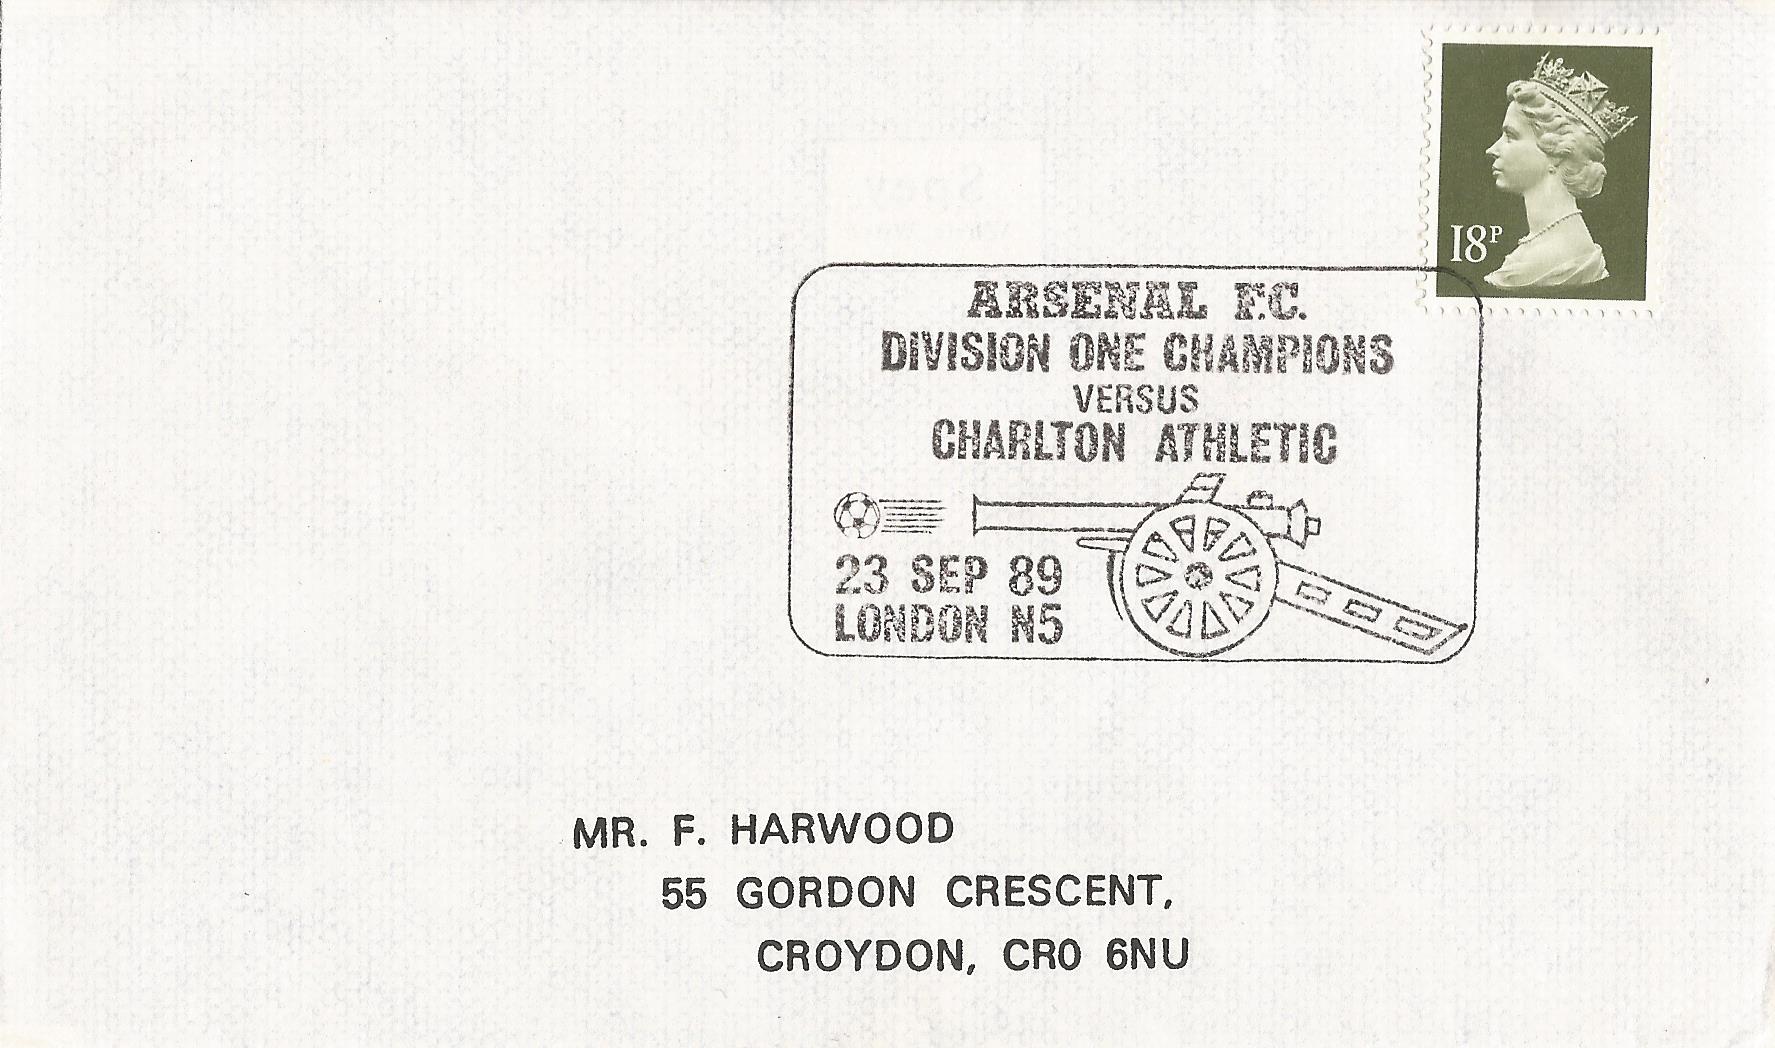 18P
ARSENAL F.C.
DIVISION ONE CHAMPIONS
VERSUS
CHARLTON ATHLETIC
23 SEP 89
LONDON N5
MR. F. HARWOOD
55 GORDON CRESCENT,
CROYDON, CR0 6NU